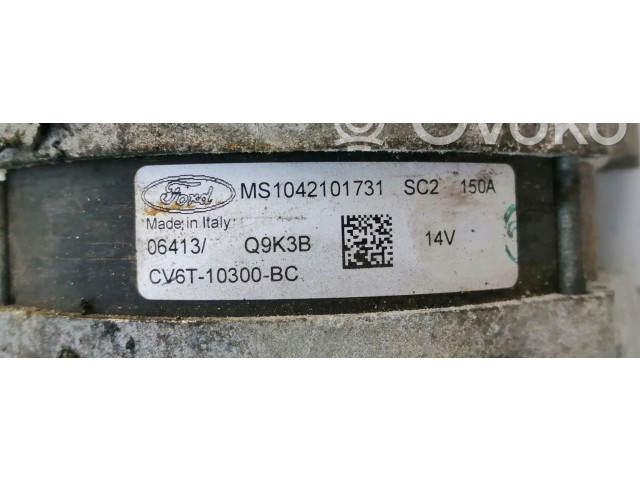 Ovoko
Ford MS1042101731 SC2 150A
Made in Italy
06413/ Q9K3B 14V
CV6T-10300-BC